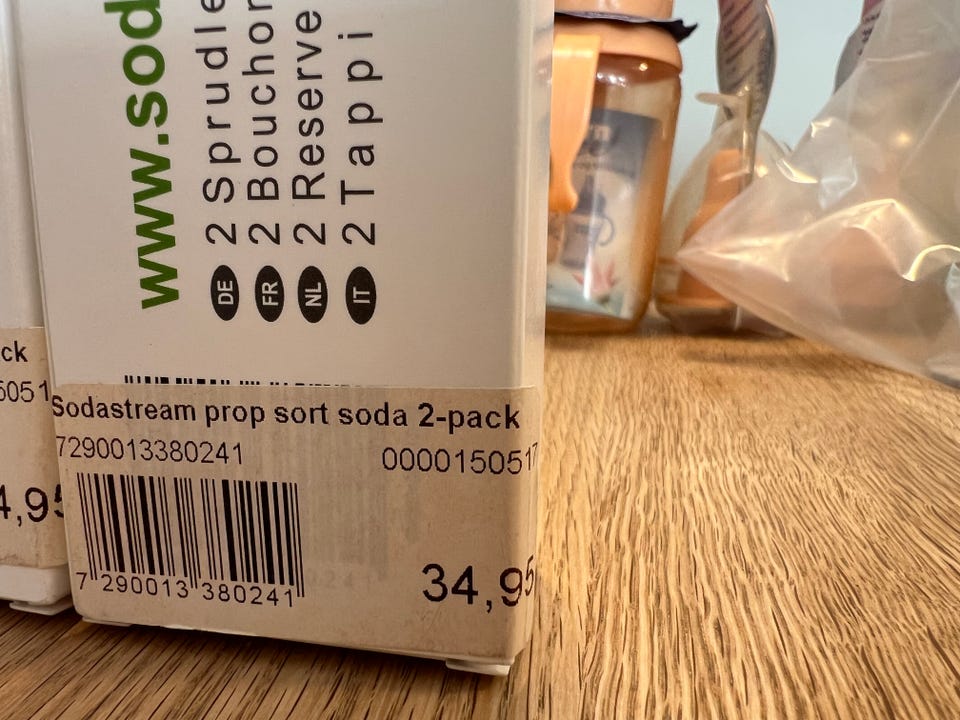 www.sod
DE 2 Sprudle
FR 2 Bouchor
NL 2 Reserve
IT 2 Tappi
ck
5051
4,95
Sodastream prop sort soda 2-pack
7290013380241
0000150517
7 290013 380241
34,95